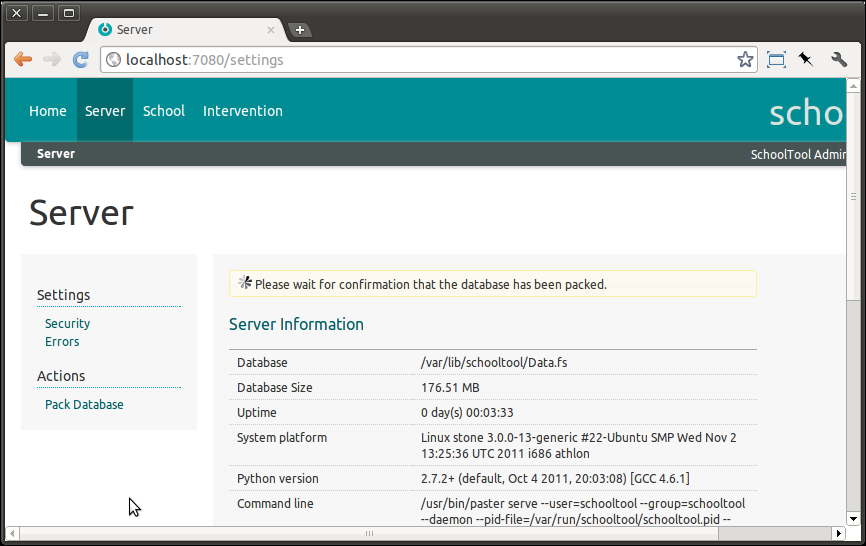 Server
localhost:7080/settings
Home Server School Intervention
scho
Server
SchoolTool Admin
Server
Settings
Security
Errors
Actions
Pack Database
Please wait for confirmation that the database has been packed.
Server Information
Database /var/lib/schooltool/Data.fs
Database Size 176.51 MB
Uptime 0 day(s) 00:03:33
System platform Linux stone 3.0.0-13-generic #22-Ubuntu SMP Wed Nov 2
13:25:36 UTC 2011 i686 athlon
Python version 2.7.2+ (default, Oct 4 2011, 20:03:08) [GCC 4.6.1]
Command line /usr/bin/paster serve --user=schooltool --group=schooltool
--daemon --pid-file=/var/run/schooltool/schooltool.pid --